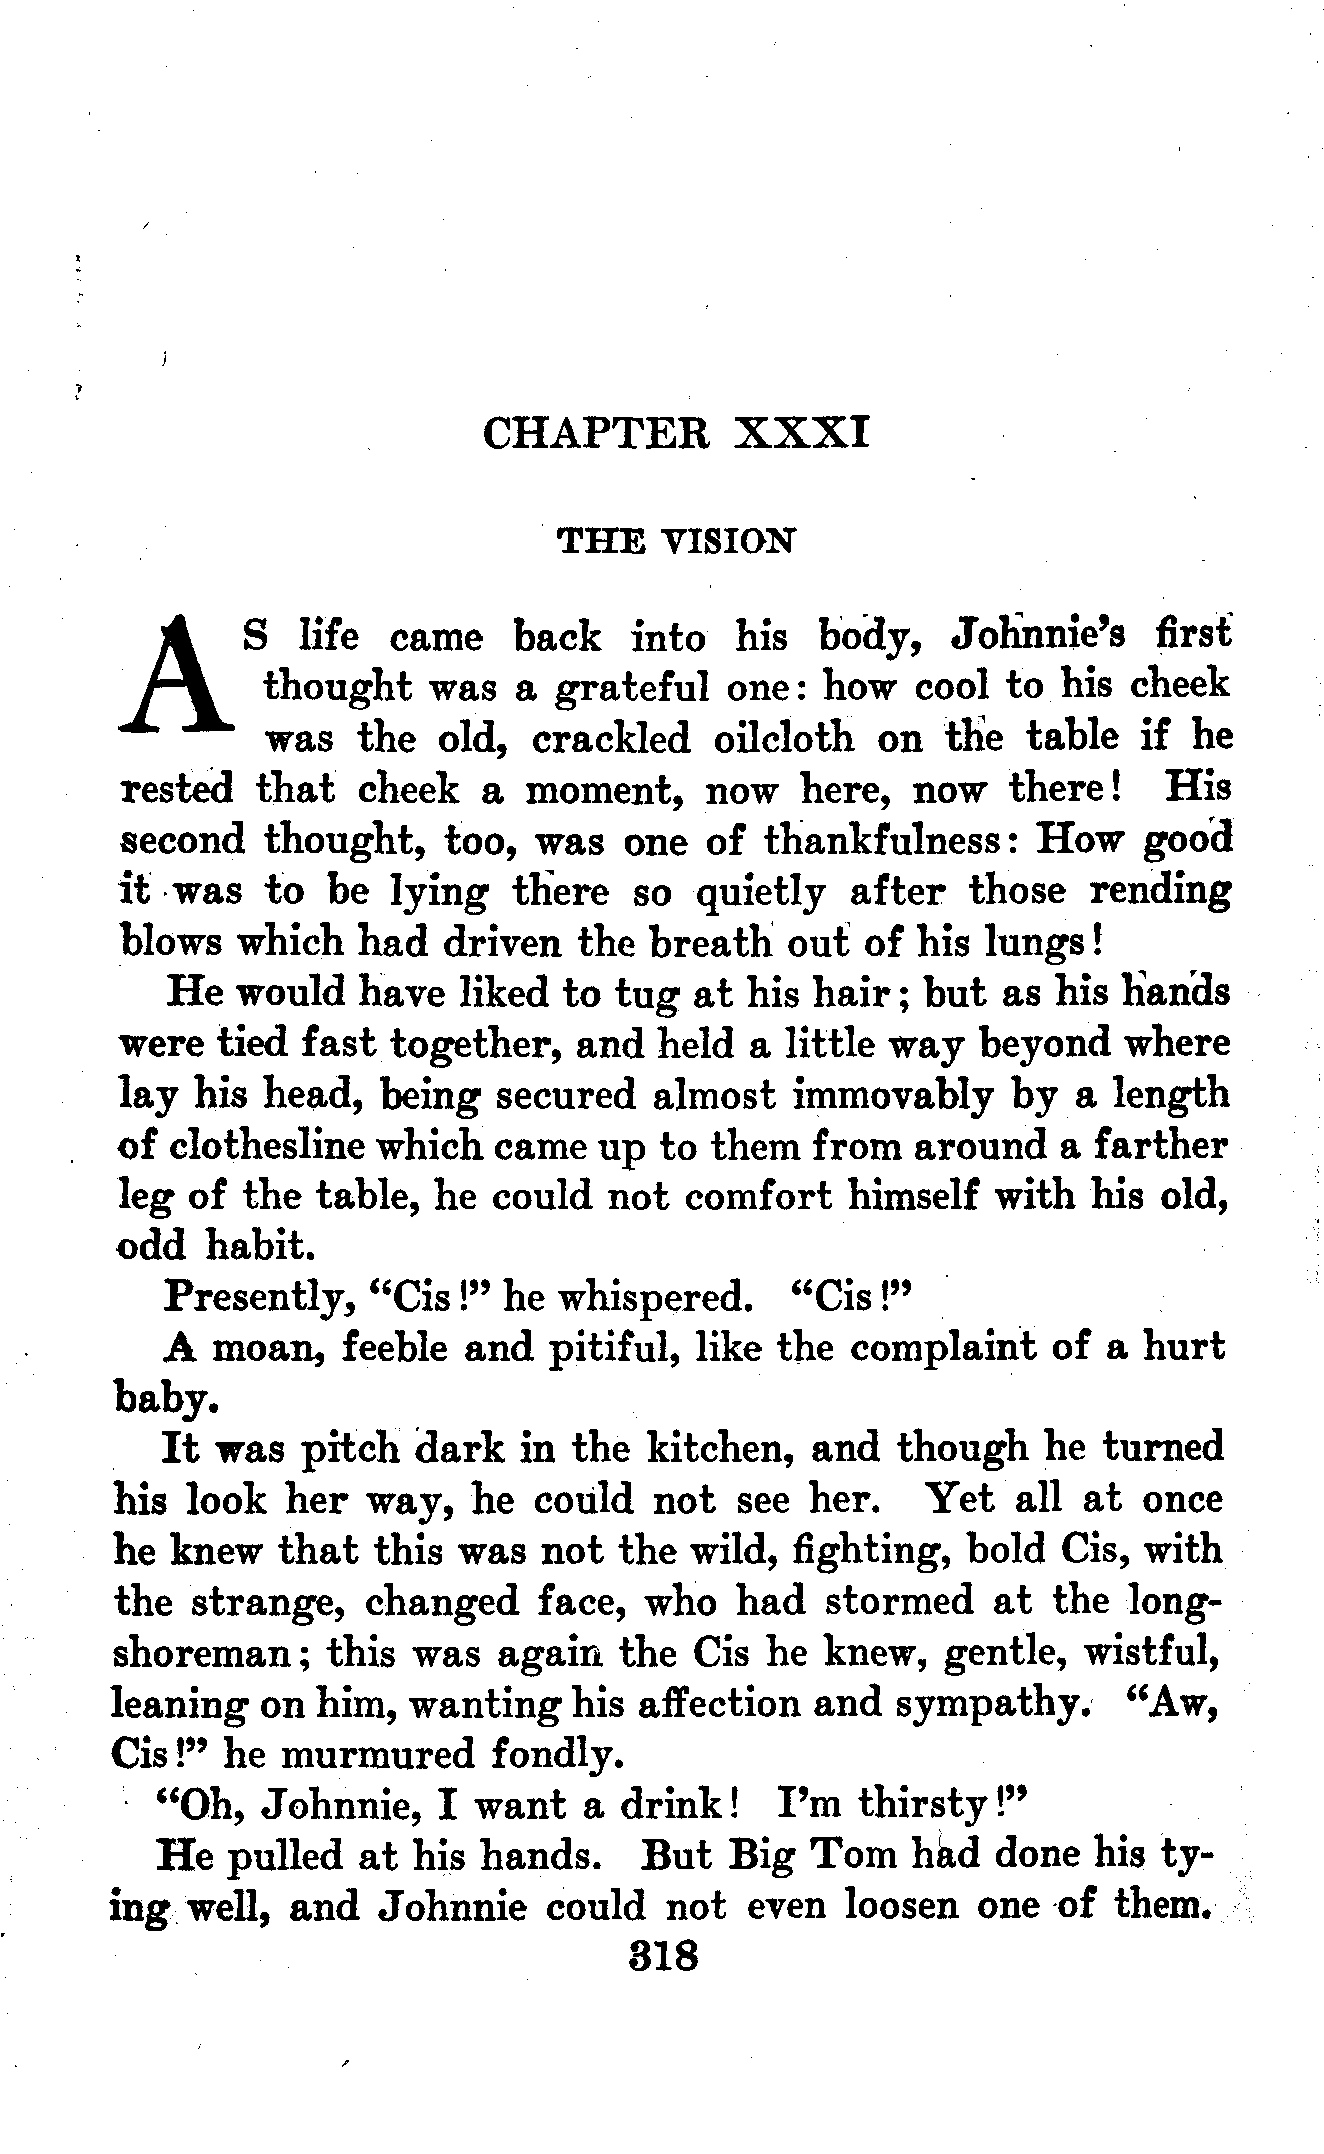 CHAPTER XXXI
THE VISION
AS life came back into his body, Johnnie's first
thought was a grateful one: how cool to his cheek
was the old, crackled oilcloth on the table if he
rested that cheek a moment, now here, now there! His
second thought, too, was one of thankfulness: How good
it was to be lying there so quietly after those rending
blows which had driven the breath out of his lungs!
He would have liked to tug at his hair; but as his hands
were tied fast together, and held a little way beyond where
lay his head, being secured almost immovably by a length
of clothesline which came up to them from around a farther
leg of the table, he could not comfort himself with his old,
odd habit.
Presently, "Cis!" he whispered. "Cis!"
A moan, feeble and pitiful, like the complaint of a hurt
baby.
It was pitch dark in the kitchen, and though he turned
his look her way, he could not see her. Yet all at once
he knew that this was not the wild, fighting, bold Cis, with
the strange, changed face, who had stormed at the long-
shoreman; this was again the Cis he knew, gentle, wistful,
leaning on him, wanting his affection and sympathy. "Aw,
Cis!" he murmured fondly.
"Oh, Johnnie, I want a drink! I'm thirsty!"
He pulled at his hands. But Big Tom had done his ty-
ing well, and Johnnie could not even loosen one of them.
318